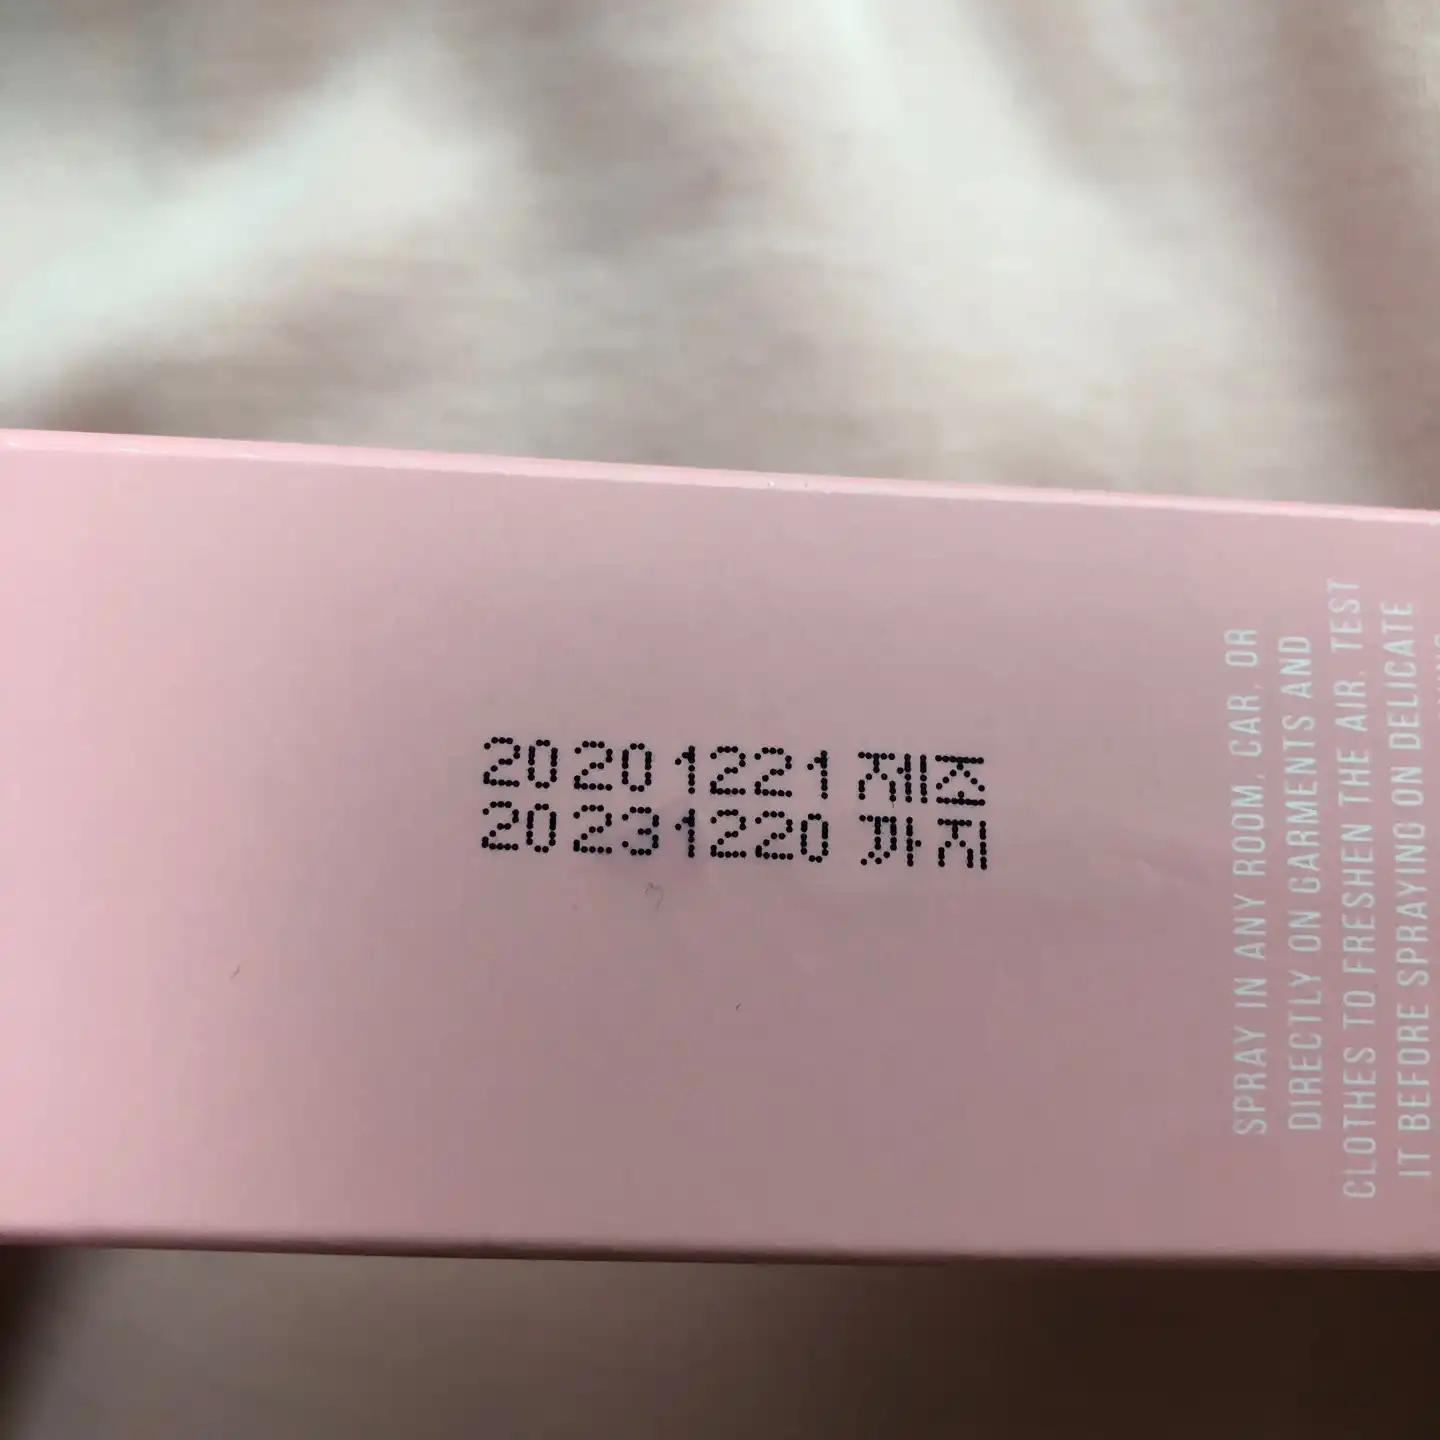 20201221 제조
20231220 까지
SPRAY IN ANY ROOM, CAR, OR
DIRECTLY ON GARMENTS AND
CLOTHES TO FRESHEN THE AIR. TEST
IT BEFORE SPRAYING ON DELICATE